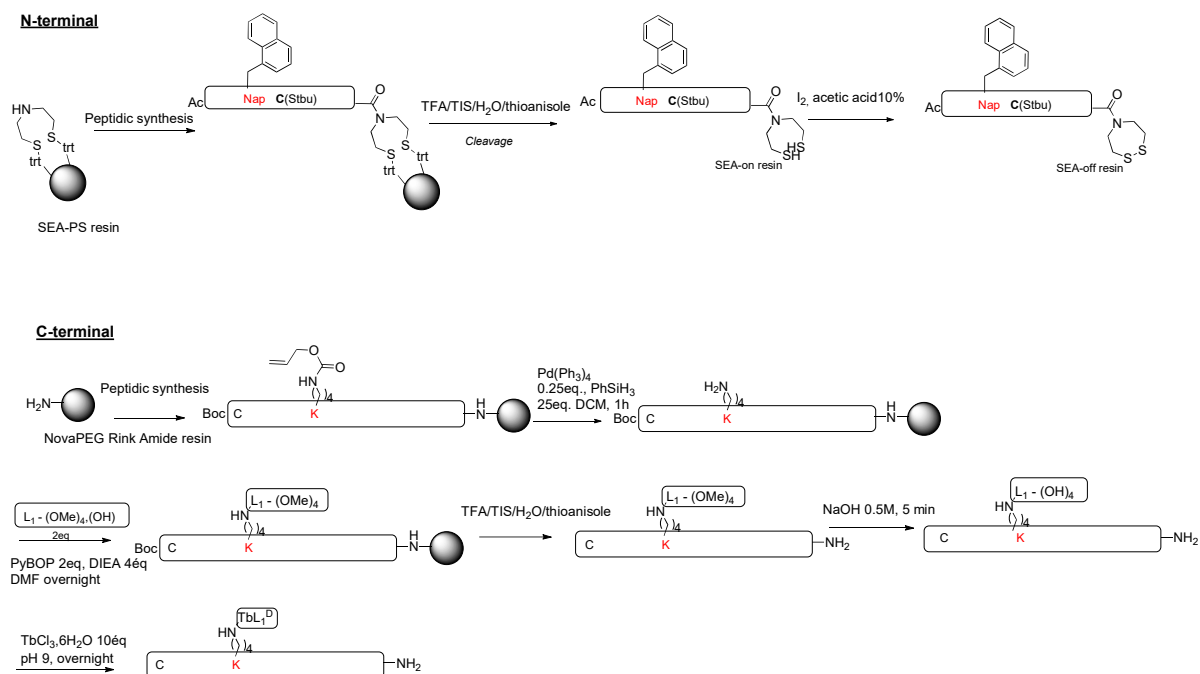 N-terminal
HN
S
S
trt
trt
SEA-PS resin
Peptidic synthesis
Ac
Nap C(Stbu)
O
N
S
S
trt
trt
TFA/TIS/H₂O/thioanisole
Cleavage
Ac
Nap C(Stbu)
O
N
HS
SH
SEA-on resin
I₂, acetic acid10%
Ac
Nap C(Stbu)
O
N
S
S
SEA-off resin
C-terminal
H₂N
NovaPEG Rink Amide resin
Peptidic synthesis
O
O
HN
( )₄
Boc
C
K
H
N
Pd(Ph₃)₄
0.25eq., PhSiH₃
25eq. DCM, 1h
H₂N
( )₄
Boc
C
K
H
N
L₁ - (OMe)₄,(OH)
2eq
PyBOP 2eq, DIEA 4éq
DMF overnight
L₁ - (OMe)₄
HN
( )₄
Boc
C
K
H
N
TFA/TIS/H₂O/thioanisole
L₁ - (OMe)₄
HN
( )₄
C
K
NH₂
NaOH 0.5M, 5 min
L₁ - (OH)₄
HN
( )₄
C
K
NH₂
TbCl₃,6H₂O 10éq
pH 9, overnight
TbL₁ᴰ
HN
( )₄
C
K
NH₂